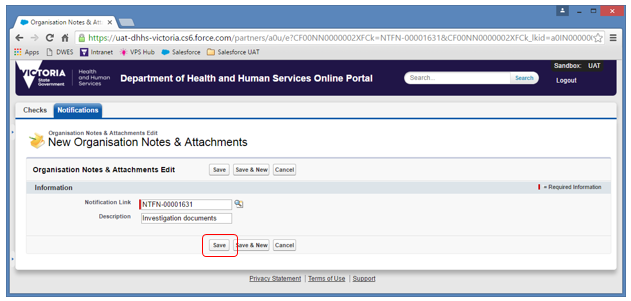 Organisation Notes & Att
https://uat-dhhs-victoria.cs6.force.com/partners/a0u/e?CF00NN0000002XFCk=NTFN-00001631&CF00NN0000002XFCk_lkid=a0IN00000
Apps DWES Intranet VPS Hub Salesforce Salesforce UAT
Sandbox: UAT
VICTORIA State Government
Health and Human Services
Department of Health and Human Services Online Portal
Search... Search
Logout
Checks Notifications
Organisation Notes & Attachments Edit
New Organisation Notes & Attachments
Organisation Notes & Attachments Edit Save Save & New Cancel
Information = Required Information
Notification Link NTFN-00001631
Description Investigation documents
Save Save & New Cancel
Privacy Statement | Terms of Use | Support